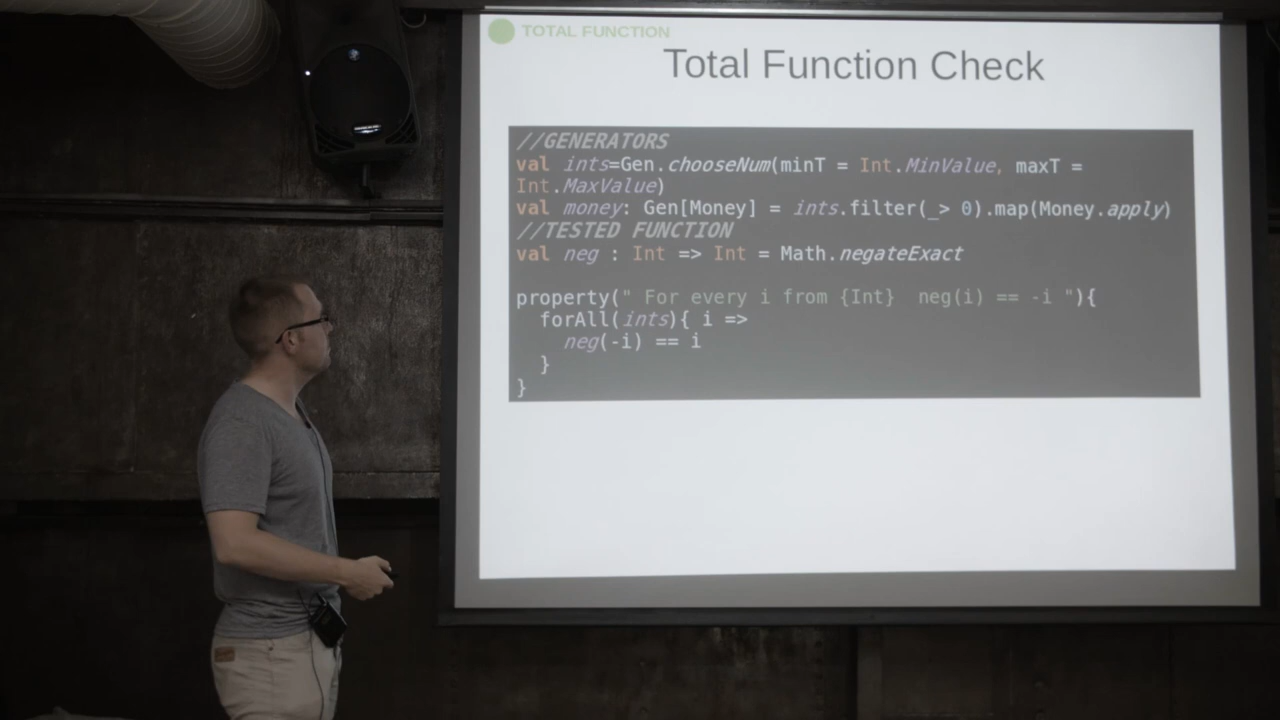 TOTAL FUNCTION
Total Function Check
//GENERATORS
val ints=Gen.chooseNum(minT = Int.MinValue, maxT =
Int.MaxValue)
val money: Gen[Money] = ints.filter(_> 0).map(Money.apply)
//TESTED FUNCTION
val neg : Int => Int = Math.negateExact
property(" For every i from {Int}  neg(i) == -i "){
  forAll(ints){ i =>
    neg(-i) == i
  }
}